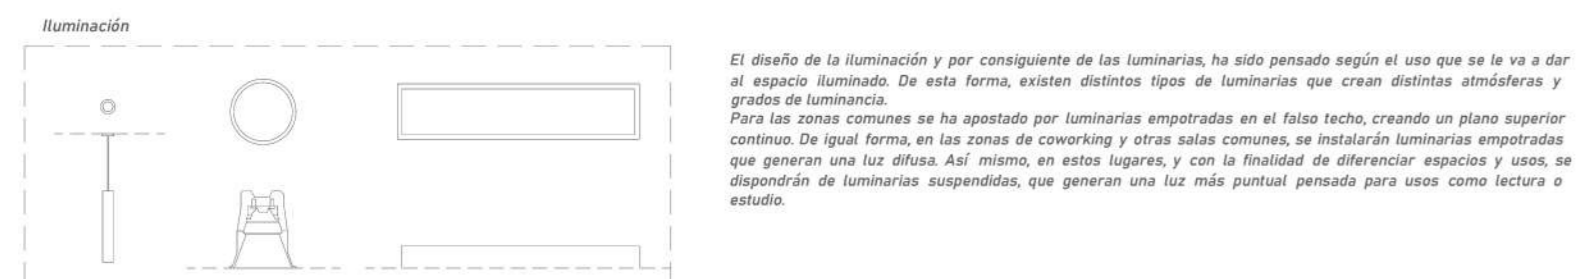 Iluminación
El diseño de la iluminación y por consiguiente de las luminarias, ha sido pensado según el uso que se le va a dar
al espacio iluminado. De esta forma, existen distintos tipos de luminarias que crean distintas atmósferas y
grados de luminancia.
Para las zonas comunes se ha apostado por luminarias empotradas en el falso techo, creando un plano superior
continuo. De igual forma, en las zonas de coworking y otras salas comunes, se instalarán luminarias empotradas
que generan una luz difusa. Así mismo, en estos lugares, y con la finalidad de diferenciar espacios y usos, se
dispondrán de luminarias suspendidas, que generan una luz más puntual pensada para usos como lectura o
estudio.